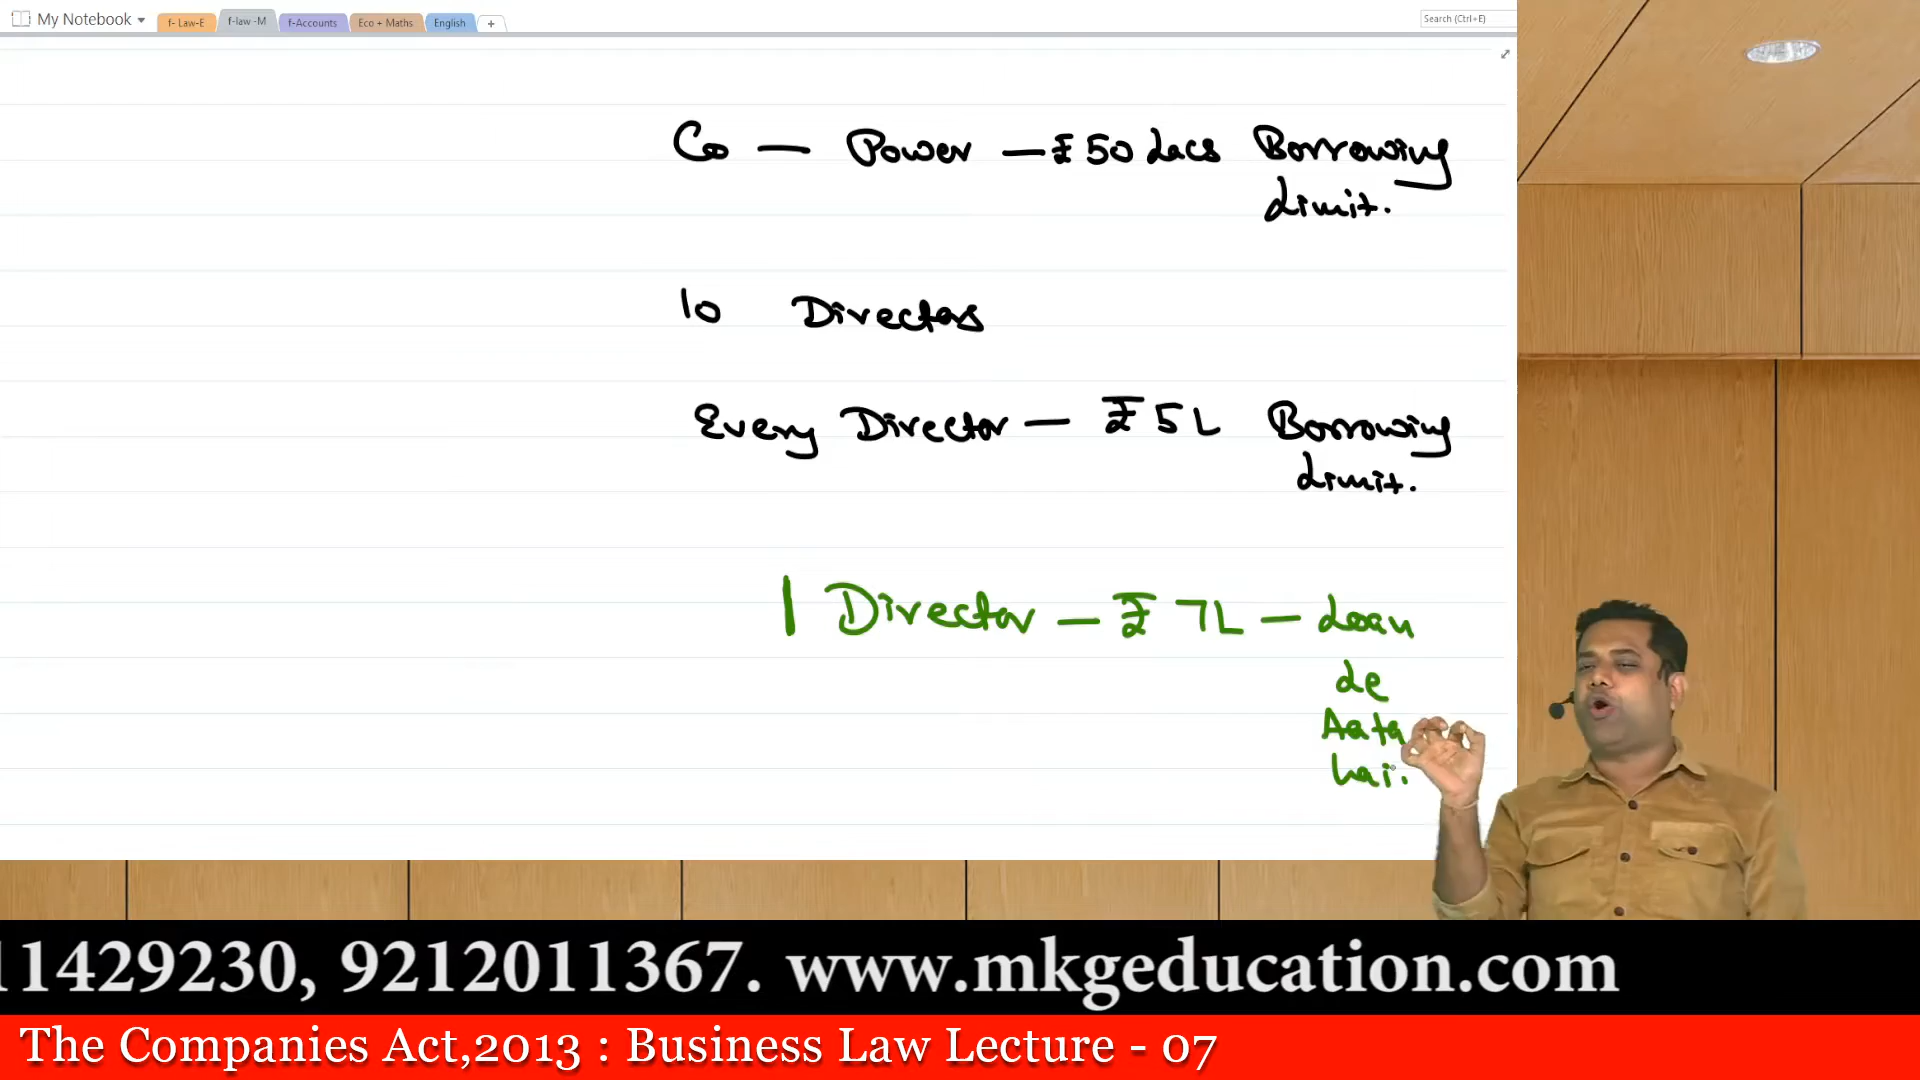 My Notebook
f- Law-E
f-law -M
f-Accounts
Eco + Maths
English
+
Search (Ctrl+E)
Co — Power — ₹ 50 Lacs Borrowing
Limit.
10 Directors
Every Director — ₹ 5 L Borrowing
Limit.
1 Director — ₹ 7L — Loan
de
Aata
hai.
11429230, 9212011367. www.mkgeducation.com
The Companies Act,2013 : Business Law Lecture - 07